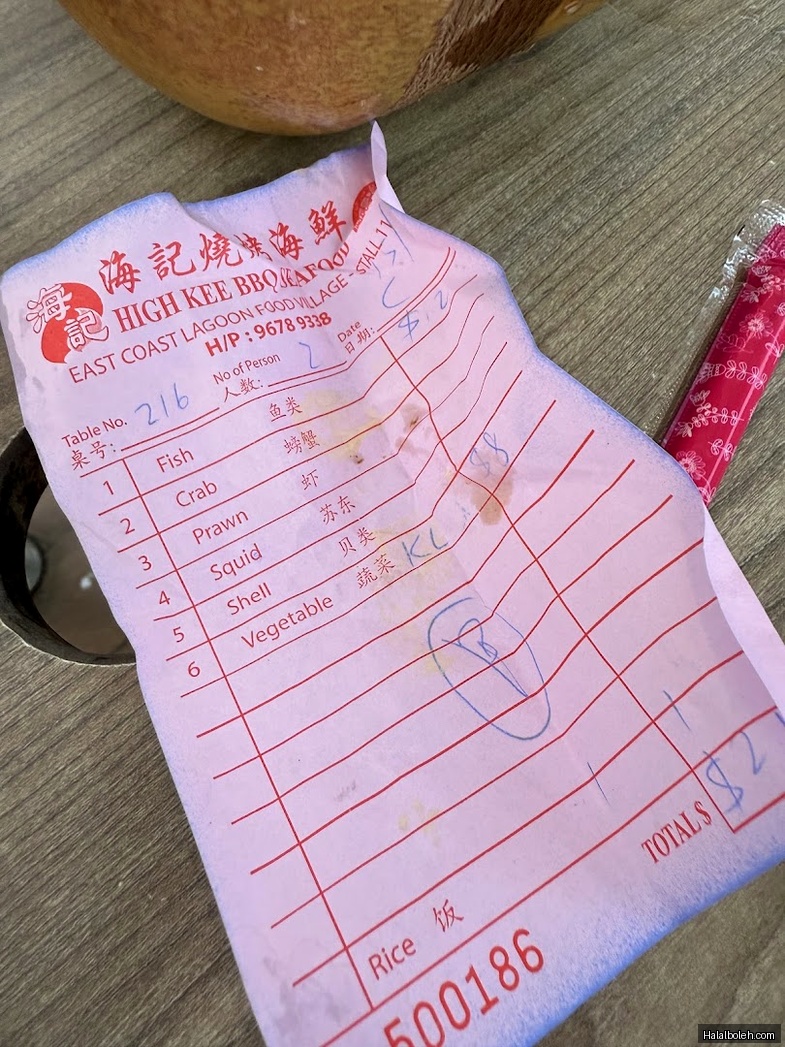 海記燒烤海鮮
海記
HIGH KEE BBQ SEAFOOD
EAST COAST LAGOON FOOD VILLAGE - STALL 11
H/P : 9678 9338
Table No. 216 No of Person 2 Date
桌号: 人数: 日期:
1 Fish 鱼类
2 Crab 螃蟹
3 Prawn 虾
4 Squid 苏东
5 Shell 贝类
6 Vegetable 蔬菜 KL $8
B
Rice 饭 1 1
TOTAL $
500186
Halalboleh.com